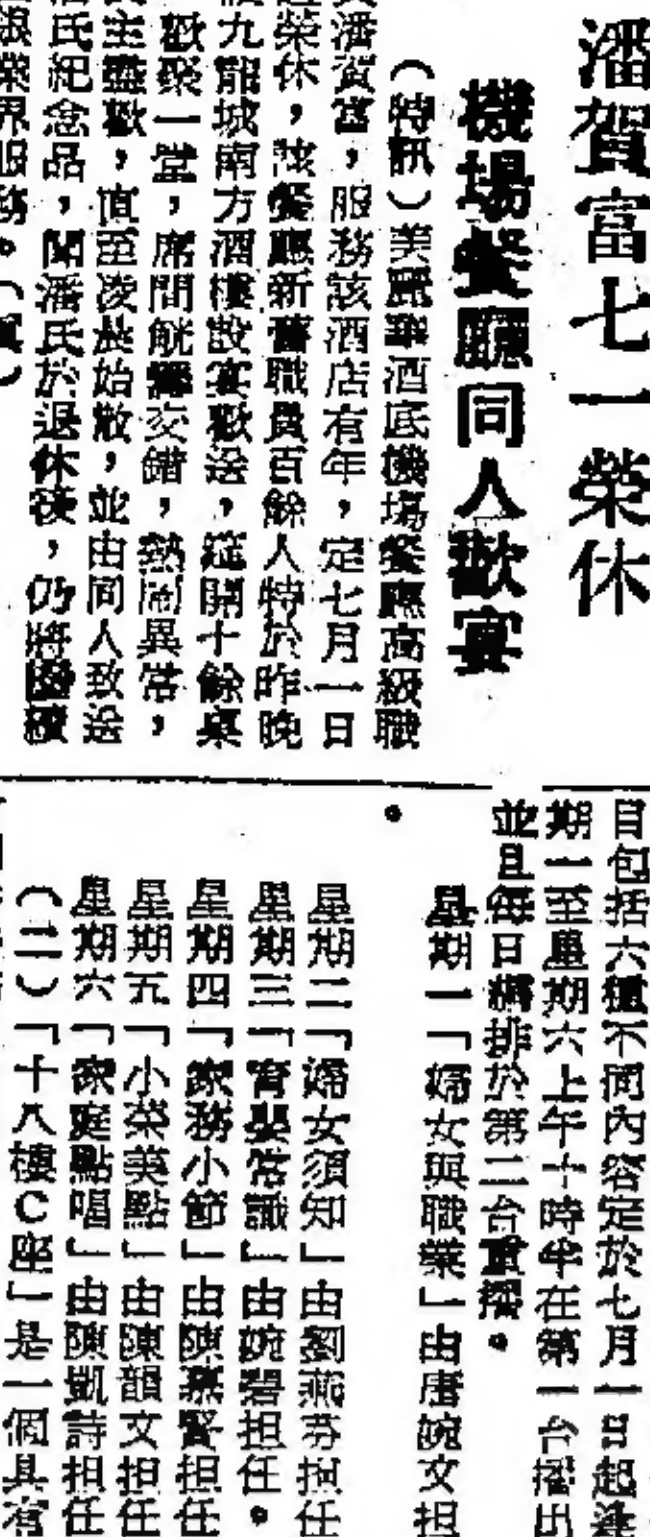 潘賀富七一榮休
機場餐廳同人歡宴
（特訊）美麗華酒店機場餐廳高級職
潘賀富，服務該酒店有年，定七月一日
榮休，該餐廳新舊職員百餘人特於昨晚
九龍城南方酒樓設宴歡送，筵開十餘桌
歡聚一堂，席間觥籌交錯，熱鬧異常，
主盡歡，直至凌晨始散，並由同人致送
氏紀念品，聞潘氏於退休後，仍將繼續
業界服務。
目包括六種不同內容定於七月一日起逢
期一至星期六上午十時半在第一台播出
並且每日編排於第二台重播。
星期一「婦女與職業」由唐婉文担
。
星期二「婦女須知」由劉燕芬担任
星期三「育嬰常識」由婉碧担任。
星期四「家務小節」由陳慕賢担任
星期五「小菜美點」由陳韻文担任
星期六「家庭點唱」由陳凱詩担任
（二）「十八樓C座」是一個具有